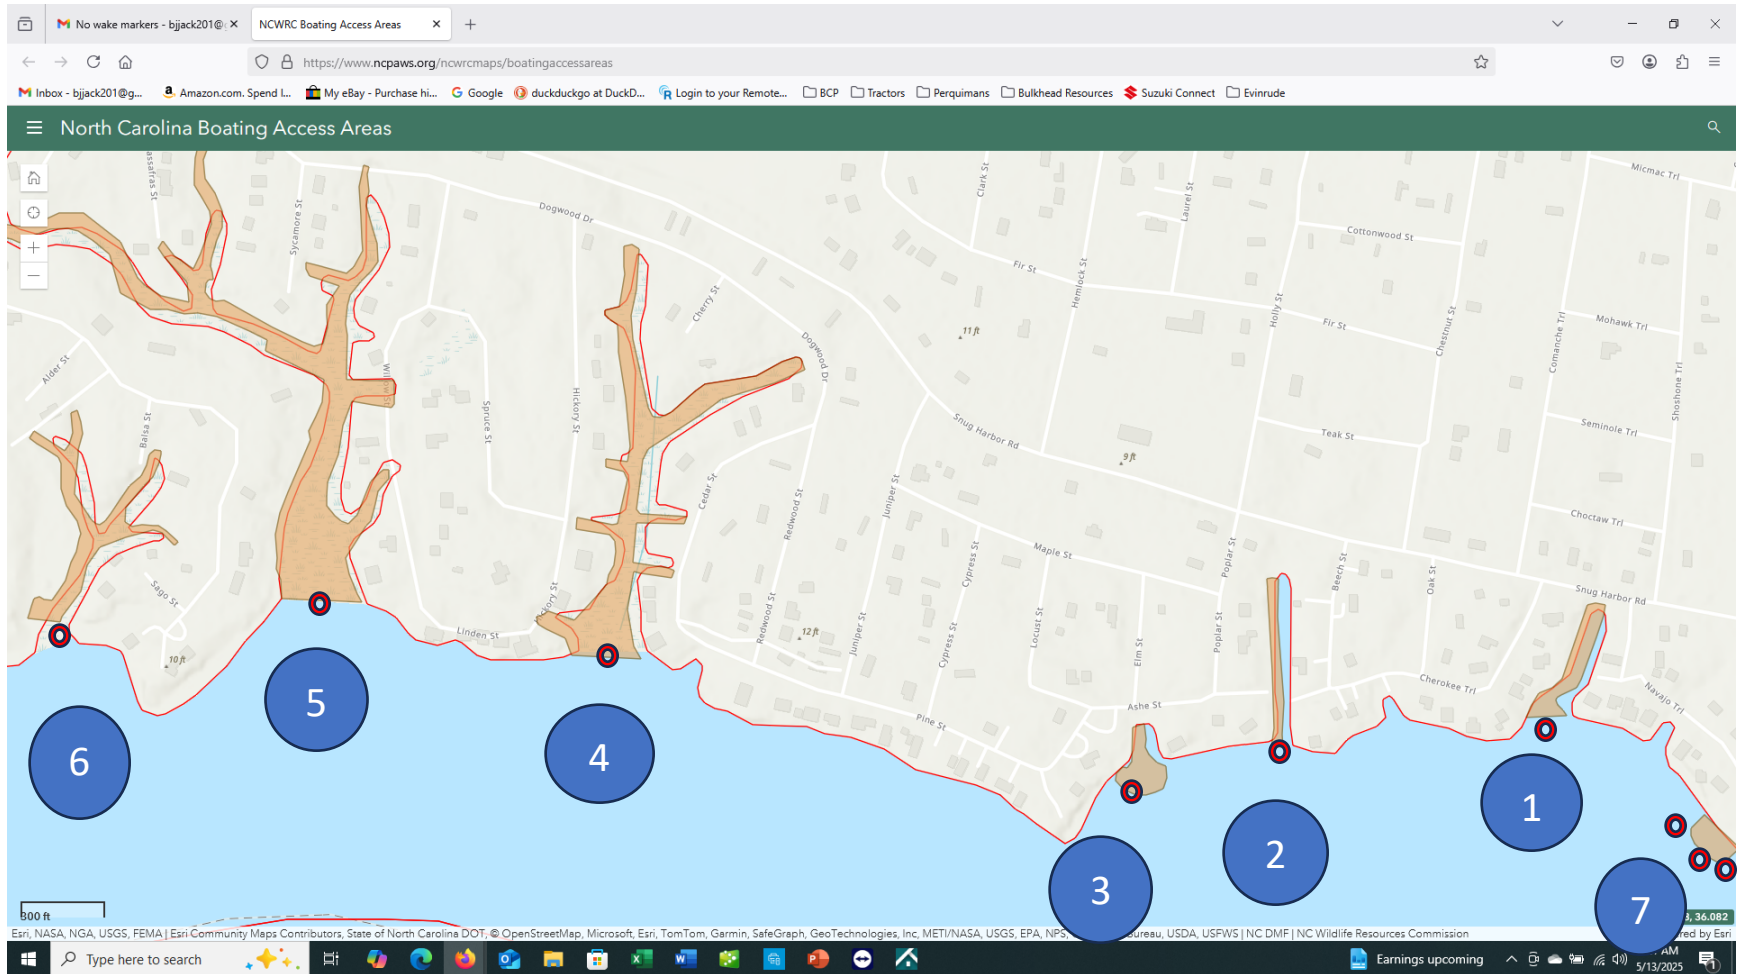 No wake markers - bjjack201@
NCWRC Boating Access Areas
https://www.ncpaws.org/ncwrcmaps/boatingaccessareas
Inbox - bjjack201@g...
Amazon.com. Spend L...
My eBay - Purchase hi...
Google
duckduckgo at DuckD...
Login to your Remote...
BCP
Tractors
Perquimans
Bulkhead Resources
Suzuki Connect
Evinrude
North Carolina Boating Access Areas
Micmac Trl
assafras St
Sycamore St
Clark St
Laurel St
Dogwood Dr
Cottonwood St
Fir St
Hemlock St
Holly St
Cherry St
11 ft
Fir St
Chestnut St
Comanche Trl
Mohawk Trl
Dogwood Dr
Alder St
Willow St
Hickory St
Spruce St
Shoshone Trl
Balsa St
Snug Harbor Rd
Teak St
Seminole Trl
9 ft
Cedar St
Redwood St
Juniper St
Choctaw Trl
Maple St
Cypress St
Poplar St
Beech St
Oak St
Sago St
Snug Harbor Rd
Linden St
Redwood St
12 ft
Juniper St
Cypress St
Locust St
Elm St
Poplar St
10 ft
Cherokee Trl
Navajo Trl
Ashe St
Pine St
6
5
4
3
2
1
7
300 ft
, 36.082
Esri, NASA, NGA, USGS, FEMA | Esri Community Maps Contributors, State of North Carolina DOT, © OpenStreetMap, Microsoft, Esri, TomTom, Garmin, SafeGraph, GeoTechnologies, Inc, METI/NASA, USGS, EPA, NPS, USDA, USFWS | NC DMF | NC Wildlife Resources Commission
by Esri
Type here to search
Earnings upcoming
AM
5/13/2025
1